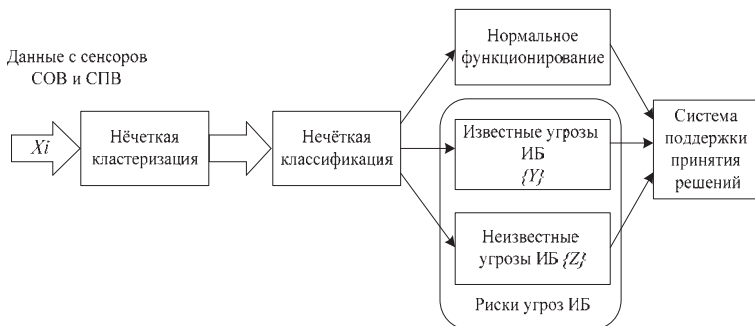 Данные с сенсоров
СОВ и СПВ
Xi
Нёчеткая
кластеризация
Нечёткая
классификация
Нормальное
функционирование
Известные угрозы
ИБ
{Y}
Неизвестные
угрозы ИБ {Z}
Риски угроз ИБ
Система
поддержки
принятия
решений